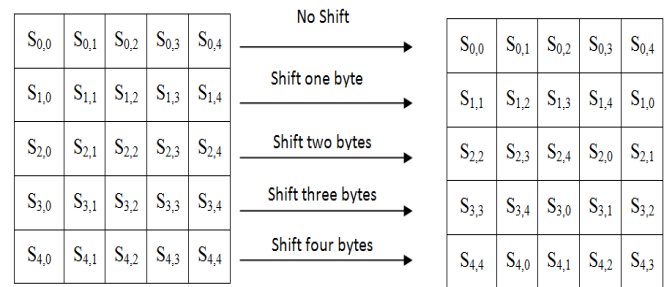 No Shift
S0,0 S0,1 S0,2 S0,3 S0,4
S0,0 S0,1 S0,2 S0,3 S0,4
Shift one byte
S1,0 S1,1 S1,2 S1,3 S1,4
S1,1 S1,2 S1,3 S1,4 S1,0
Shift two bytes
S2,0 S2,1 S2,2 S2,3 S2,4
S2,2 S2,3 S2,4 S2,0 S2,1
Shift three bytes
S3,0 S3,1 S3,2 S3,3 S3,4
S3,3 S3,4 S3,0 S3,1 S3,2
Shift four bytes
S4,0 S4,1 S4,2 S4,3 S4,4
S4,4 S4,0 S4,1 S4,2 S4,3